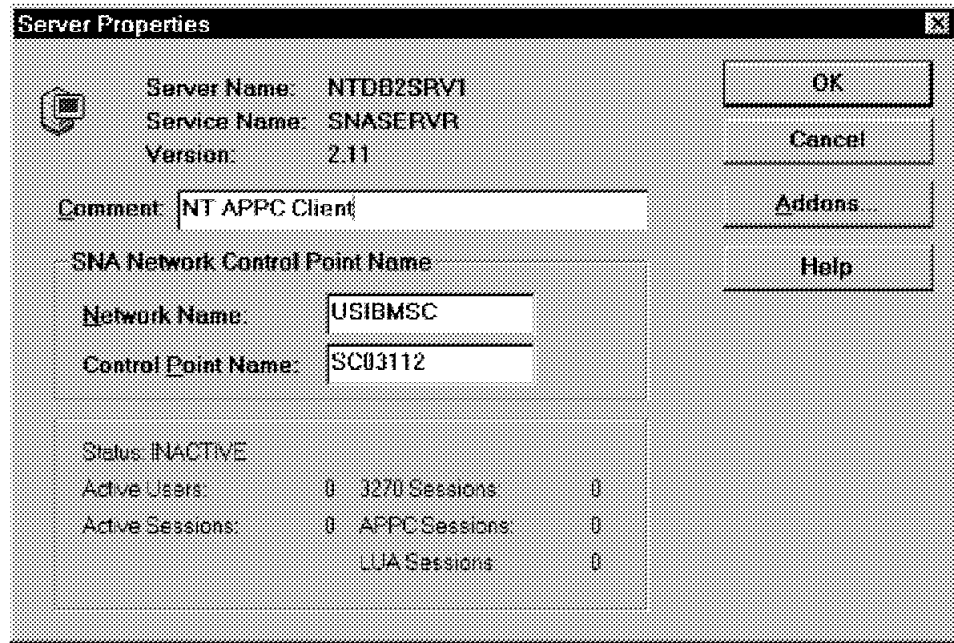 Server Properties
Server Name: NTDB2SRV1
Service Name: SNASERVR
Version: 2.11
OK
Cancel
Comment: NT APPC Client
Addons...
SNA Network Control Point Name
Help
Network Name: USIBMSC
Control Point Name: SC03112
Status: INACTIVE
Active Users: 0 3270 Sessions 0
Active Sessions: 0 APPC Sessions: 0
LUA Sessions 0